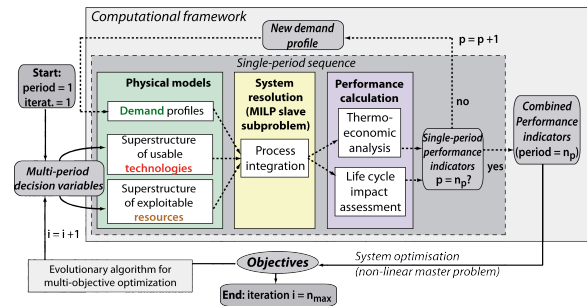 Computational framework
New demand
profile
p = p +1
Single-period sequence
Start:
period = 1
iterat. = 1
Physical models
System
resolution
(MILP slave
subproblem)
Performance
calculation
no
Combined
Performance
indicators
(period = np)
Demand profiles
Thermo-
economic
analysis
Superstructure
of usable
technologies
Process
integration
Single-period
performance
indicators
p = np?
yes
Multi-period
decision variables
Superstructure
of exploitable
resources
Life cycle
impact
assessment
i = i +1
Objectives
System optimisation
(non-linear master problem)
Evolutionary algorithm for
multi-objective optimization
End: iteration i = nmax